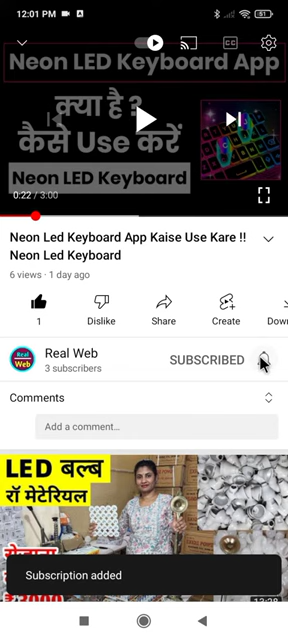 12:01 PM
51
Neon LED Keyboard App
क्या है ?
कैसे Use करें
Neon LED Keyboard
0:22 / 3:00
Neon Led Keyboard App Kaise Use Kare !!
Neon Led Keyboard
6 views · 1 day ago
1
Dislike
Share
Create
Down
Real Web
Real Web
3 subscribers
SUBSCRIBED
Comments
Add a comment...
LED बल्ब
रॉ मेटेरियल
Subscription added